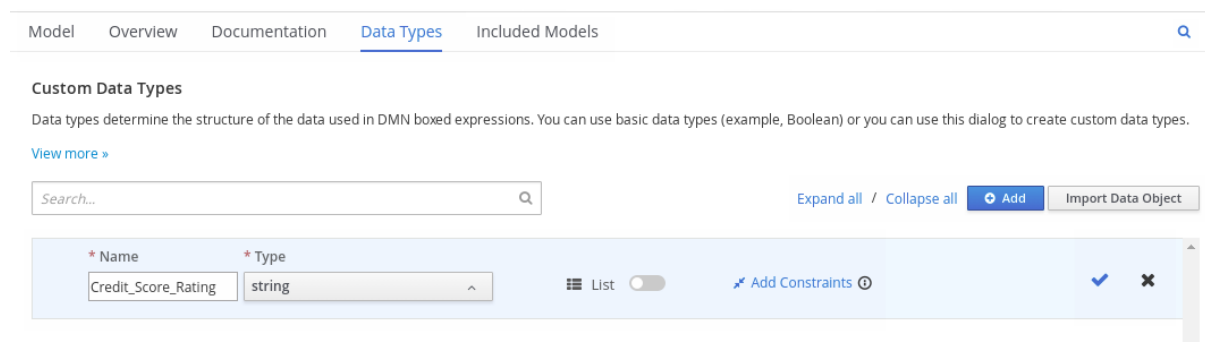 Model Overview Documentation Data Types Included Models
Custom Data Types
Data types determine the structure of the data used in DMN boxed expressions. You can use basic data types (example, Boolean) or you can use this dialog to create custom data types.
View more »
Search... Expand all / Collapse all Add Import Data Object
* Name * Type
Credit_Score_Rating string List Add Constraints